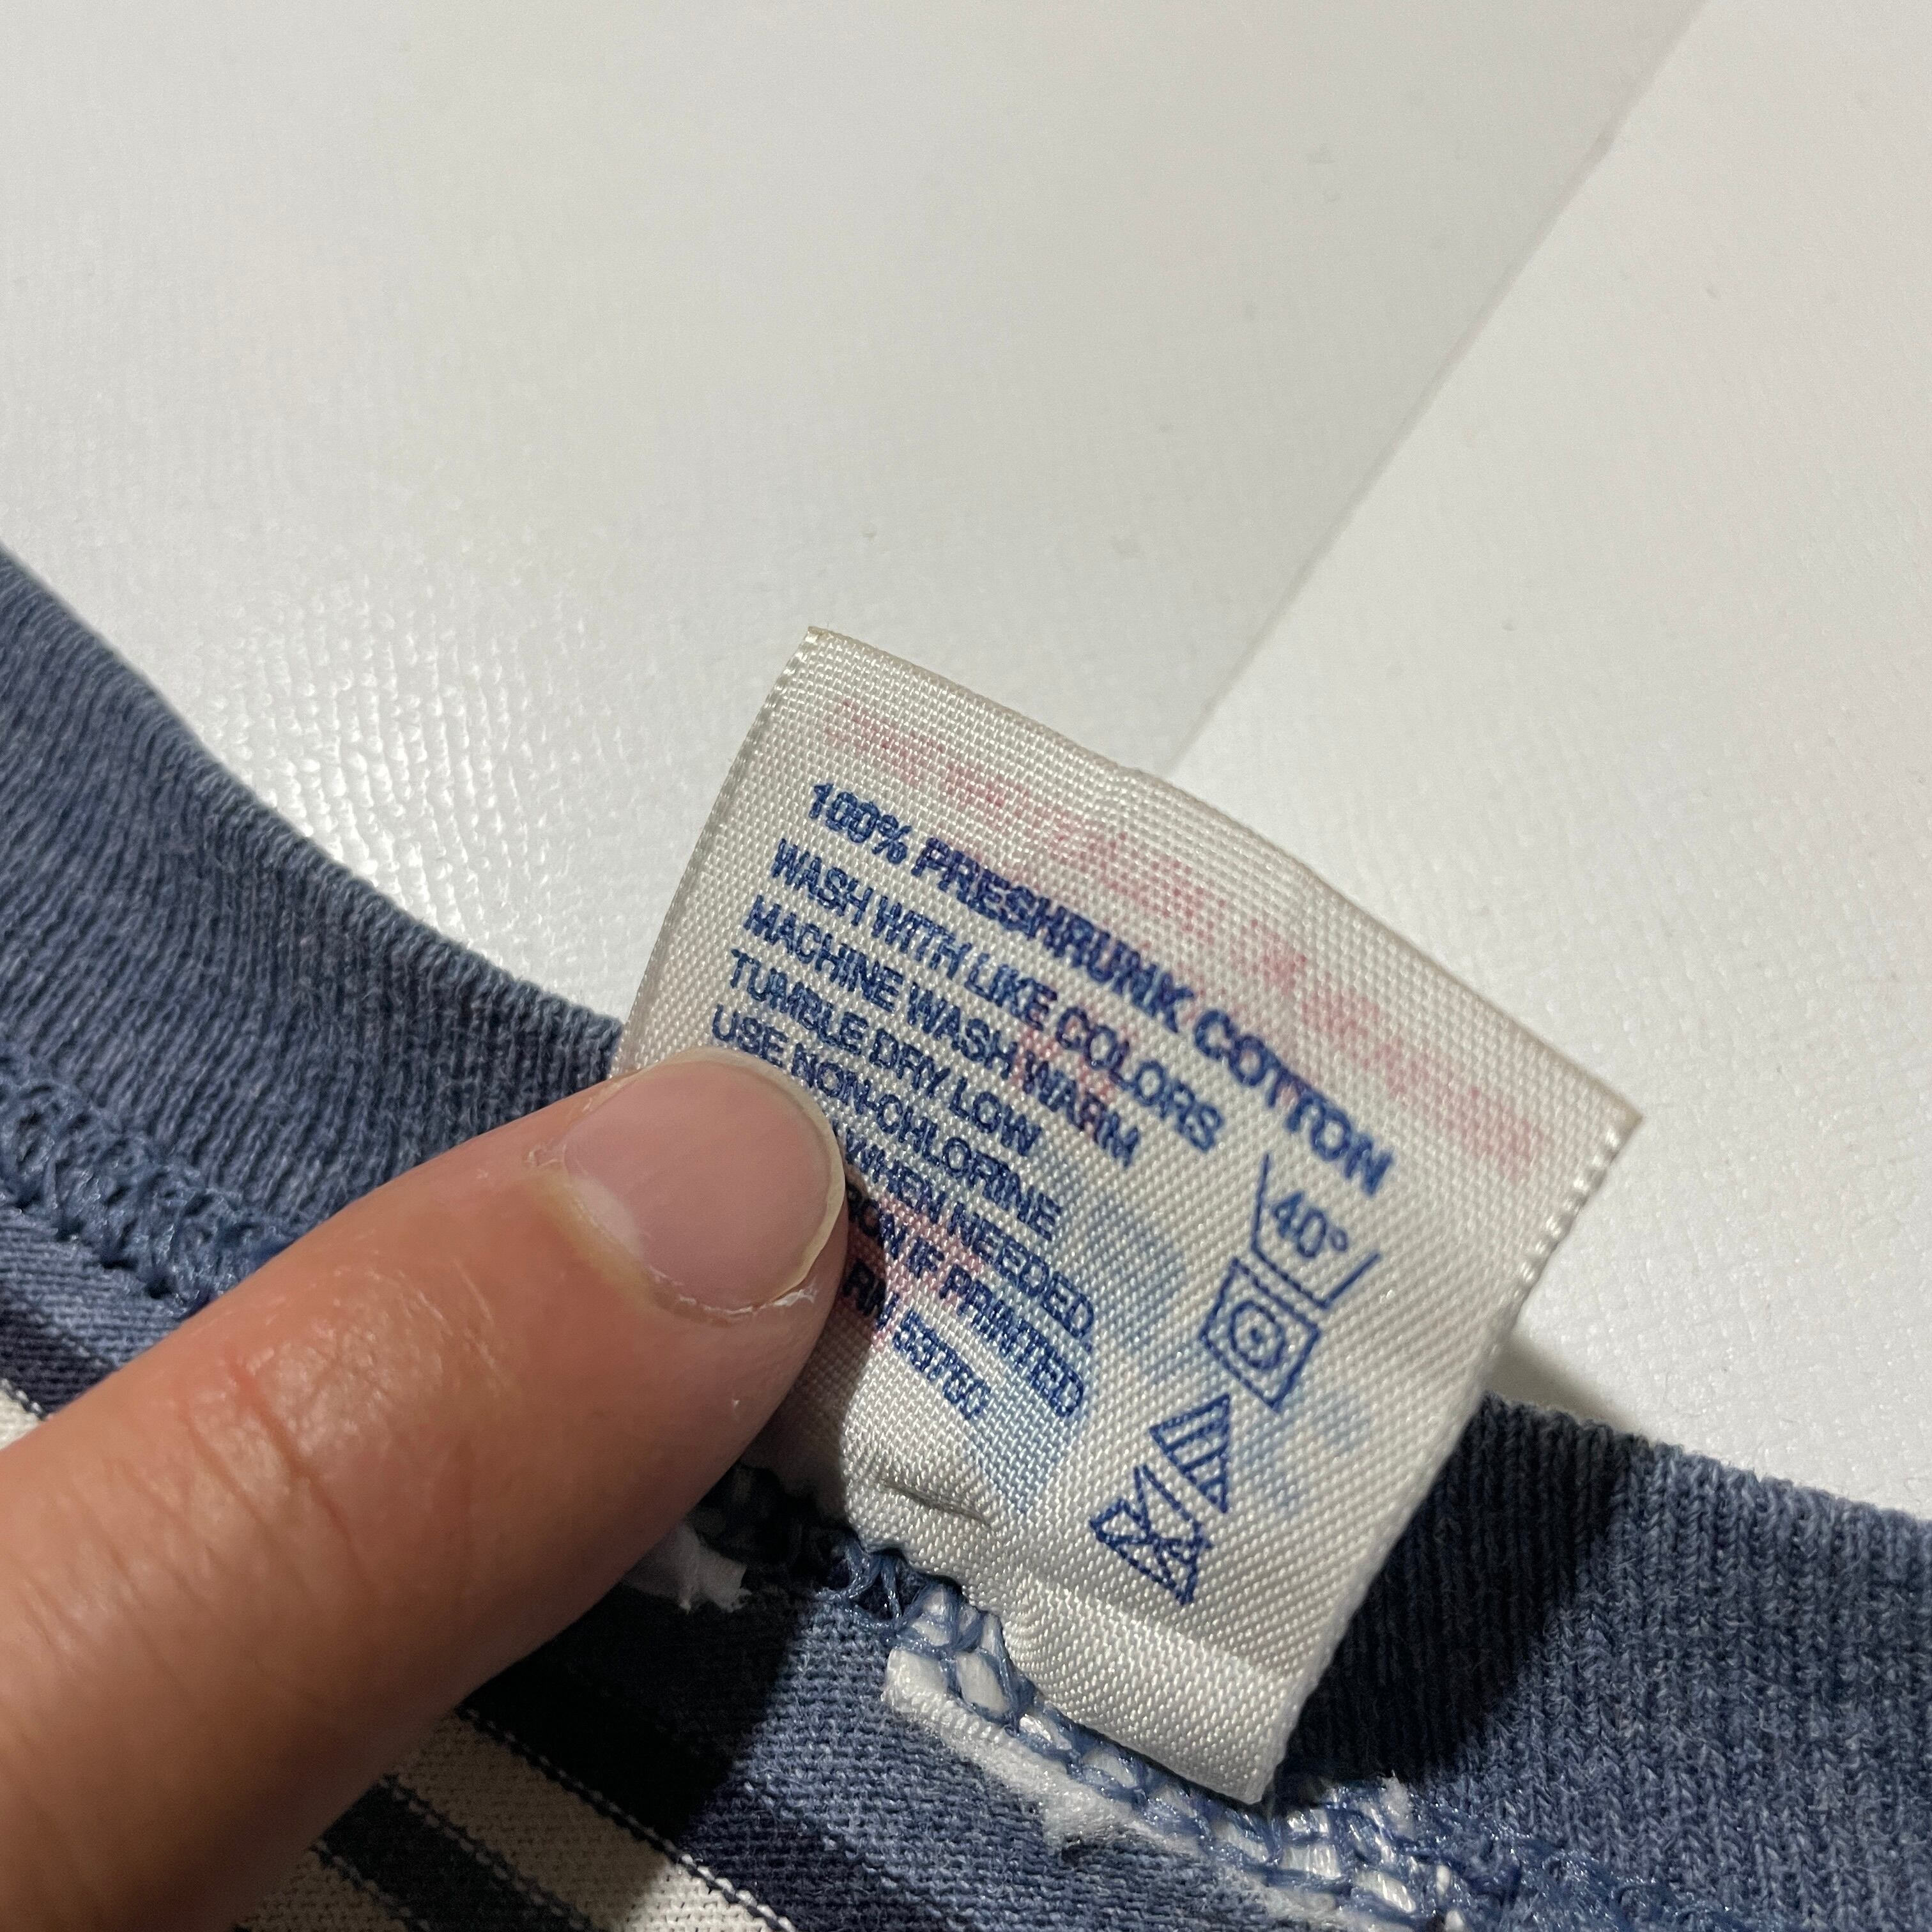 100% PRESHRUNK COTTON
WASH WITH LIKE COLORS
MACHINE WASH WARM
TUMBLE DRY LOW
USE NON-CHLORINE
WHEN NEEDED,
IF PRINTED
40°